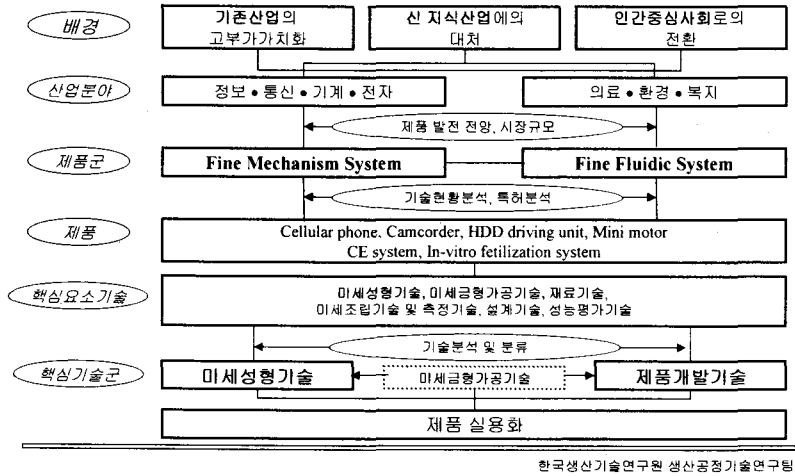 배경
기존산업의
고부가가치화
신 지식산업에의
대처
인간중심사회로의
전환
산업분야
정보 • 통신 • 기계 • 전자
의료 • 환경 • 복지
제품 발전 전망, 시장규모
제품군
Fine Mechanism System
Fine Fluidic System
기술현황분석, 특허분석
제품
Cellular phone, Camcorder, HDD driving unit, Mini motor
CE system, In-vitro fetilization system
핵심요소기술
미세성형기술, 미세금형가공기술, 재료기술,
미세조립기술 및 측정기술, 설계기술, 성능평가기술
기술분석 및 분류
핵심기술군
미세성형기술
미세금형가공기술
제품개발기술
제품 실용화
한국생산기술연구원 생산공정기술연구팀